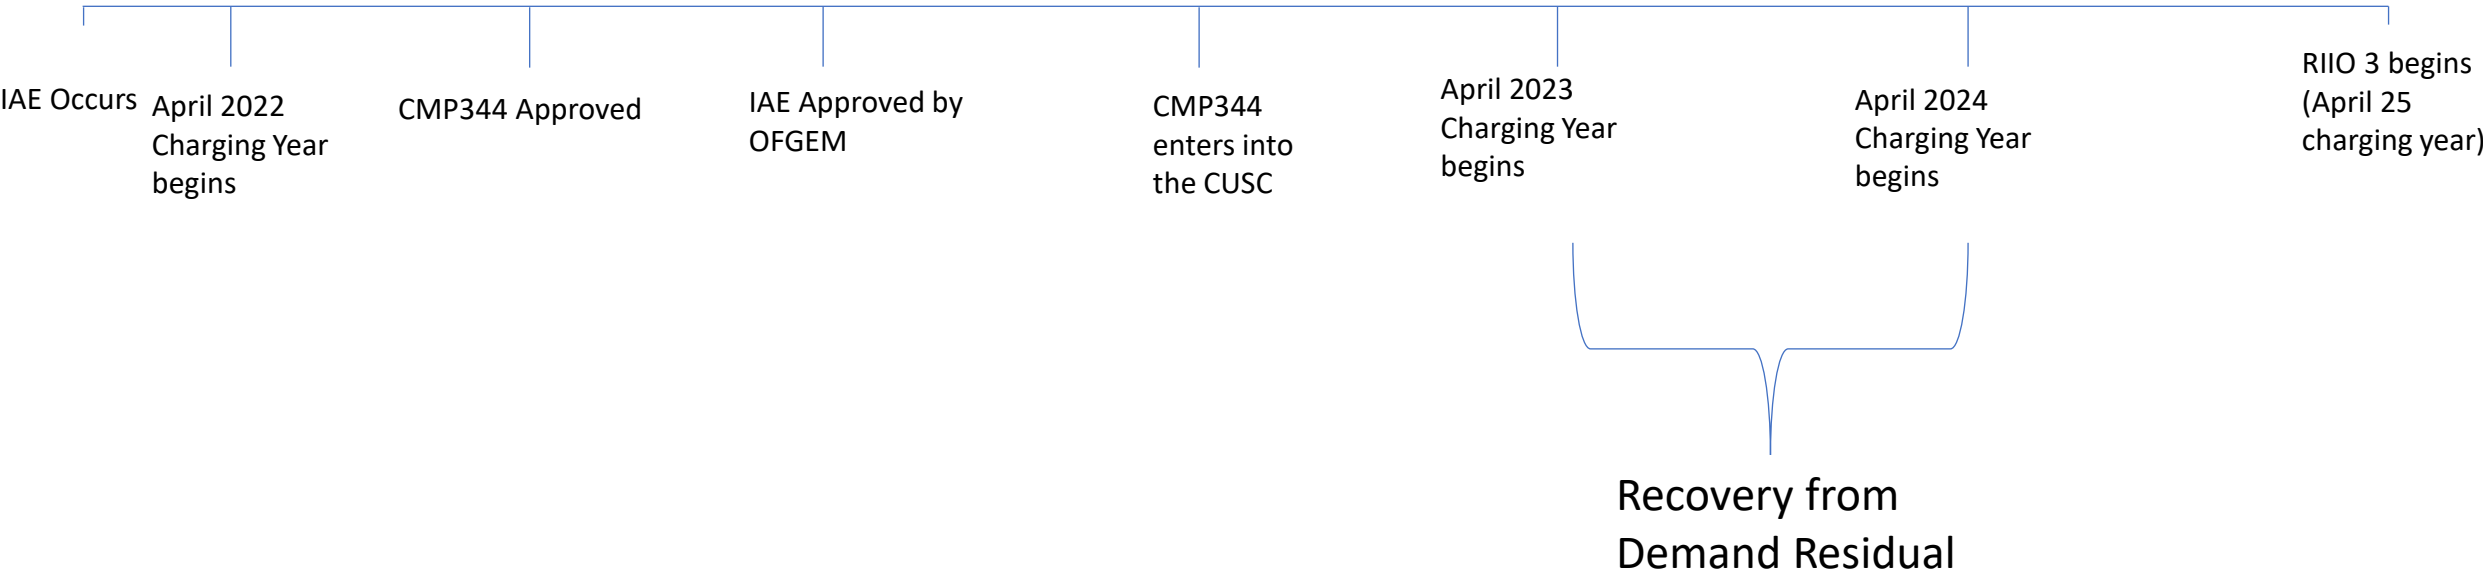 IAE Occurs
April 2022
Charging Year
begins
CMP344 Approved
IAE Approved by
OFGEM
CMP344
enters into
the CUSC
April 2023
Charging Year
begins
April 2024
Charging Year
begins
RIIO 3 begins
(April 25
charging year)
Recovery from
Demand Residual